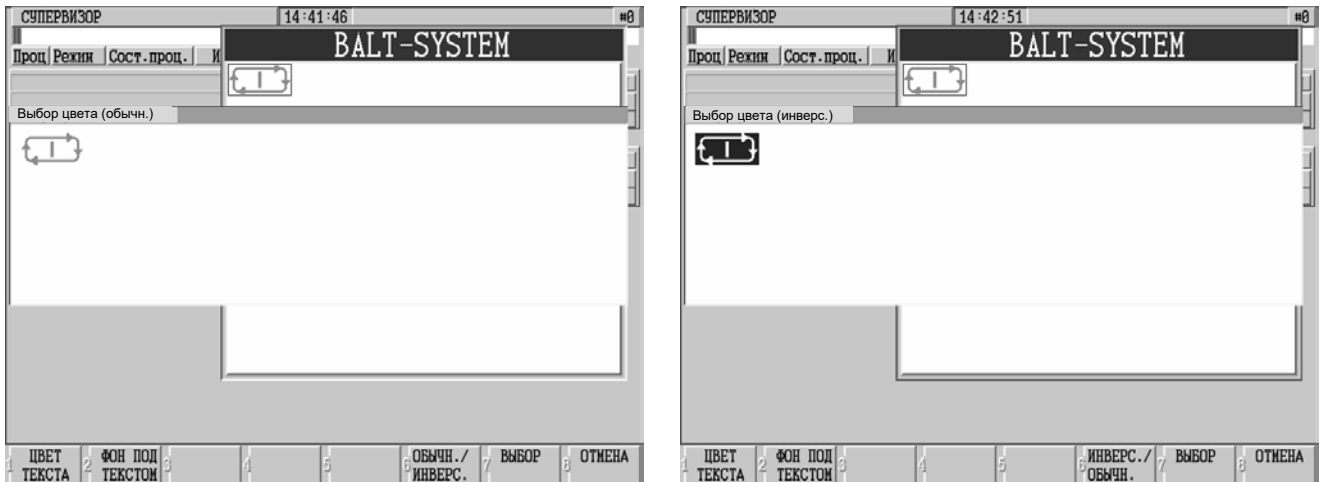 СУПЕРВИЗОР 14:41:46 #0
Проц Режим Сост.проц. И
BALT-SYSTEM
Выбор цвета (обычн.)
1 ЦВЕТ ТЕКСТА 2 ФОН ПОД ТЕКСТОМ 3 4 5 6 ОБЫЧН./ ИНВЕРС. 7 ВЫБОР 8 ОТМЕНА
СУПЕРВИЗОР 14:42:51 #0
Проц Режим Сост.проц. И
BALT-SYSTEM
Выбор цвета (инверс.)
1 ЦВЕТ ТЕКСТА 2 ФОН ПОД ТЕКСТОМ 3 4 5 6 ИНВЕРС./ ОБЫЧН. 7 ВЫБОР 8 ОТМЕНА